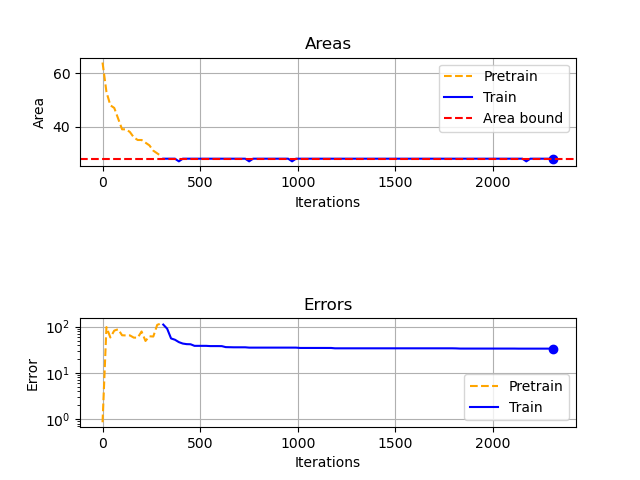 Areas
60
40
Area
Pretrain
Train
Area bound
0 500 1000 1500 2000
Iterations
Errors
10²
10¹
10⁰
Error
Pretrain
Train
0 500 1000 1500 2000
Iterations